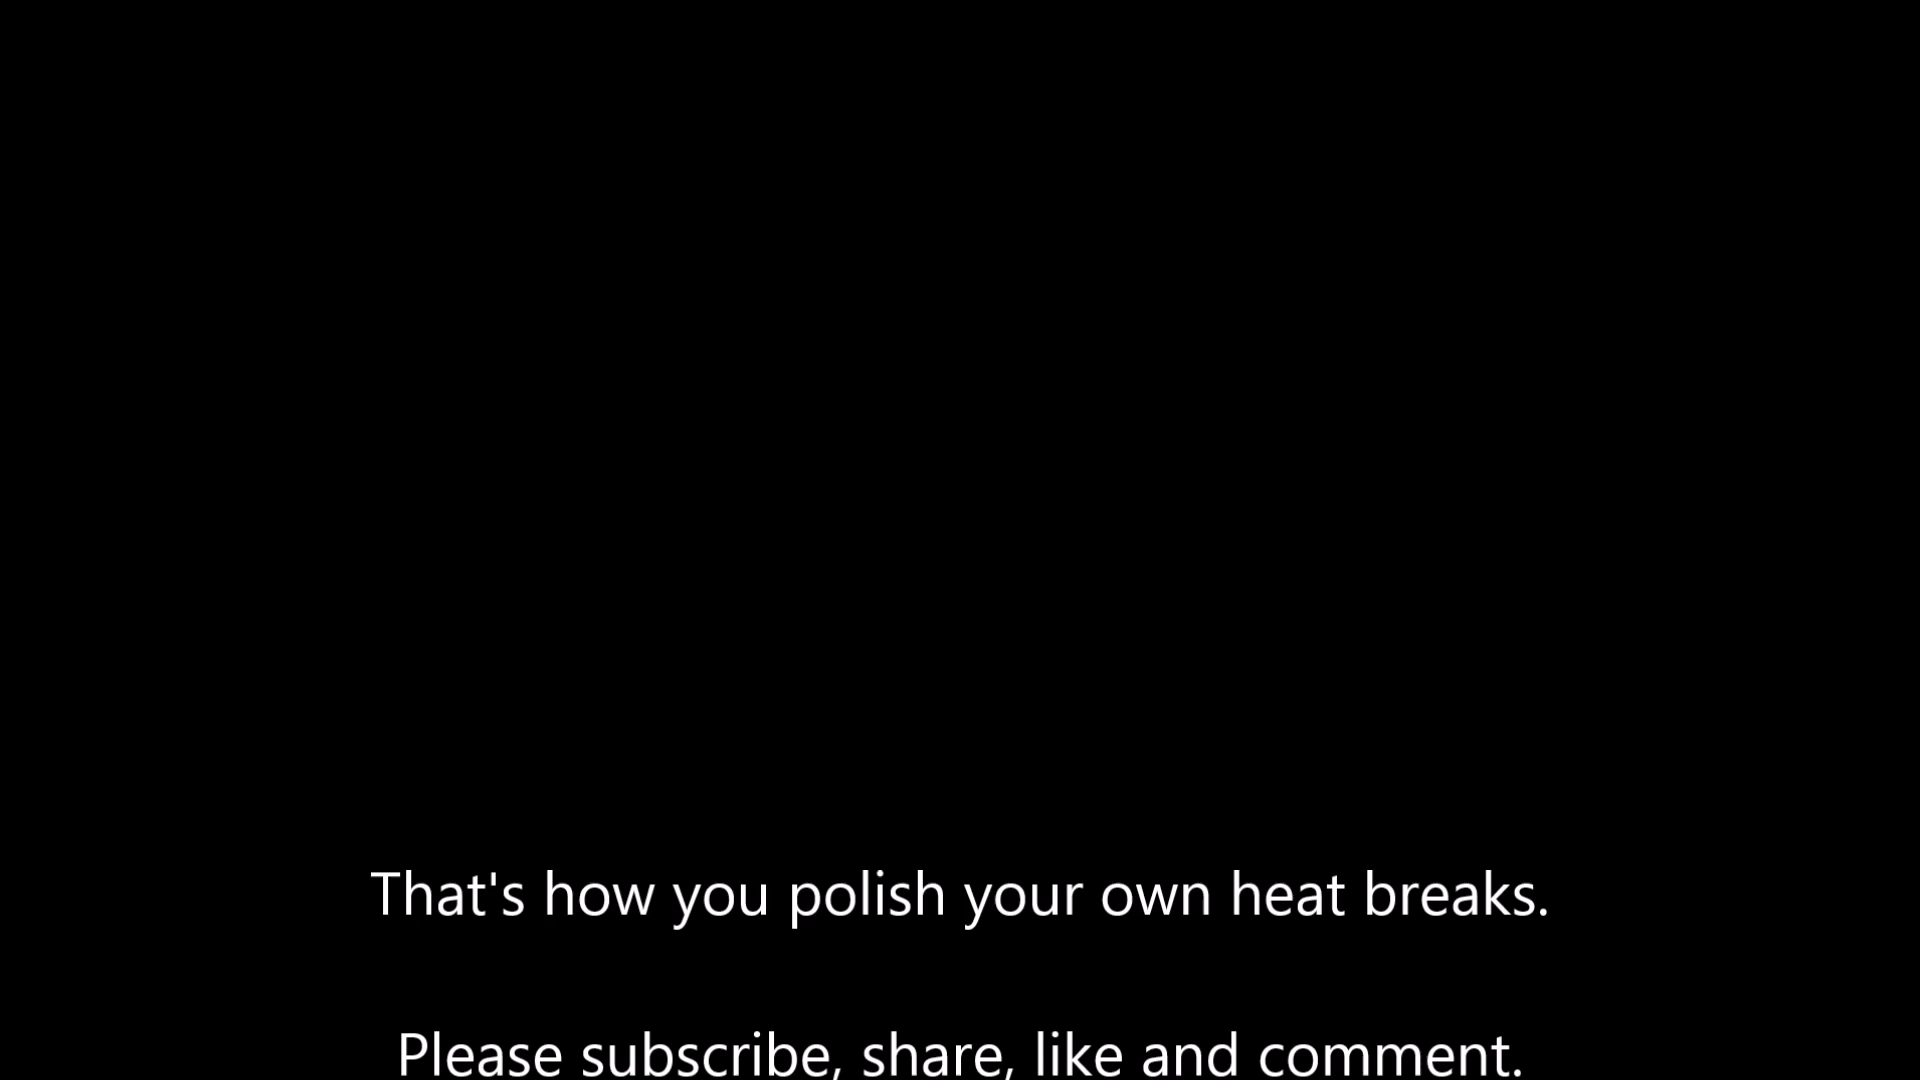 That's how you polish your own heat breaks.
Please subscribe, share, like and comment.